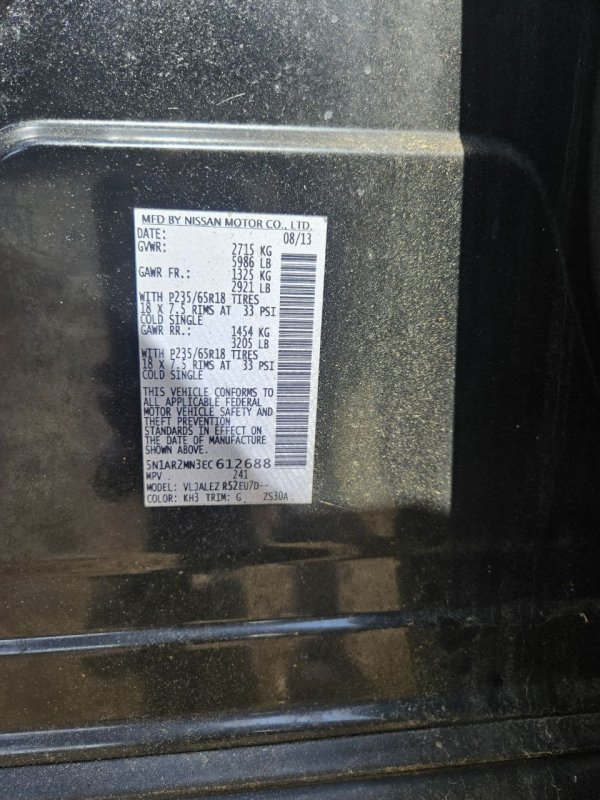 MFD BY NISSAN MOTOR CO., LTD.
DATE: 08/13
GVWR: 2715 KG
5986 LB
GAWR FR.: 1325 KG
2921 LB
WITH P235/65R18 TIRES
18 X 7.5 RIMS AT 33 PSI
COLD SINGLE
GAWR RR.: 1454 KG
3205 LB
WITH P235/65R18 TIRES
18 X 7.5 RIMS AT 33 PSI
COLD SINGLE
THIS VEHICLE CONFORMS TO
ALL APPLICABLE FEDERAL
MOTOR VEHICLE SAFETY AND
THEFT PREVENTION
STANDARDS IN EFFECT ON
THE DATE OF MANUFACTURE
SHOWN ABOVE.
5N1AR2MN3EC612688
MPV 241
MODEL: VLJALEZ RS2EU7D--
COLOR: KH3 TRIM: G ZS30A